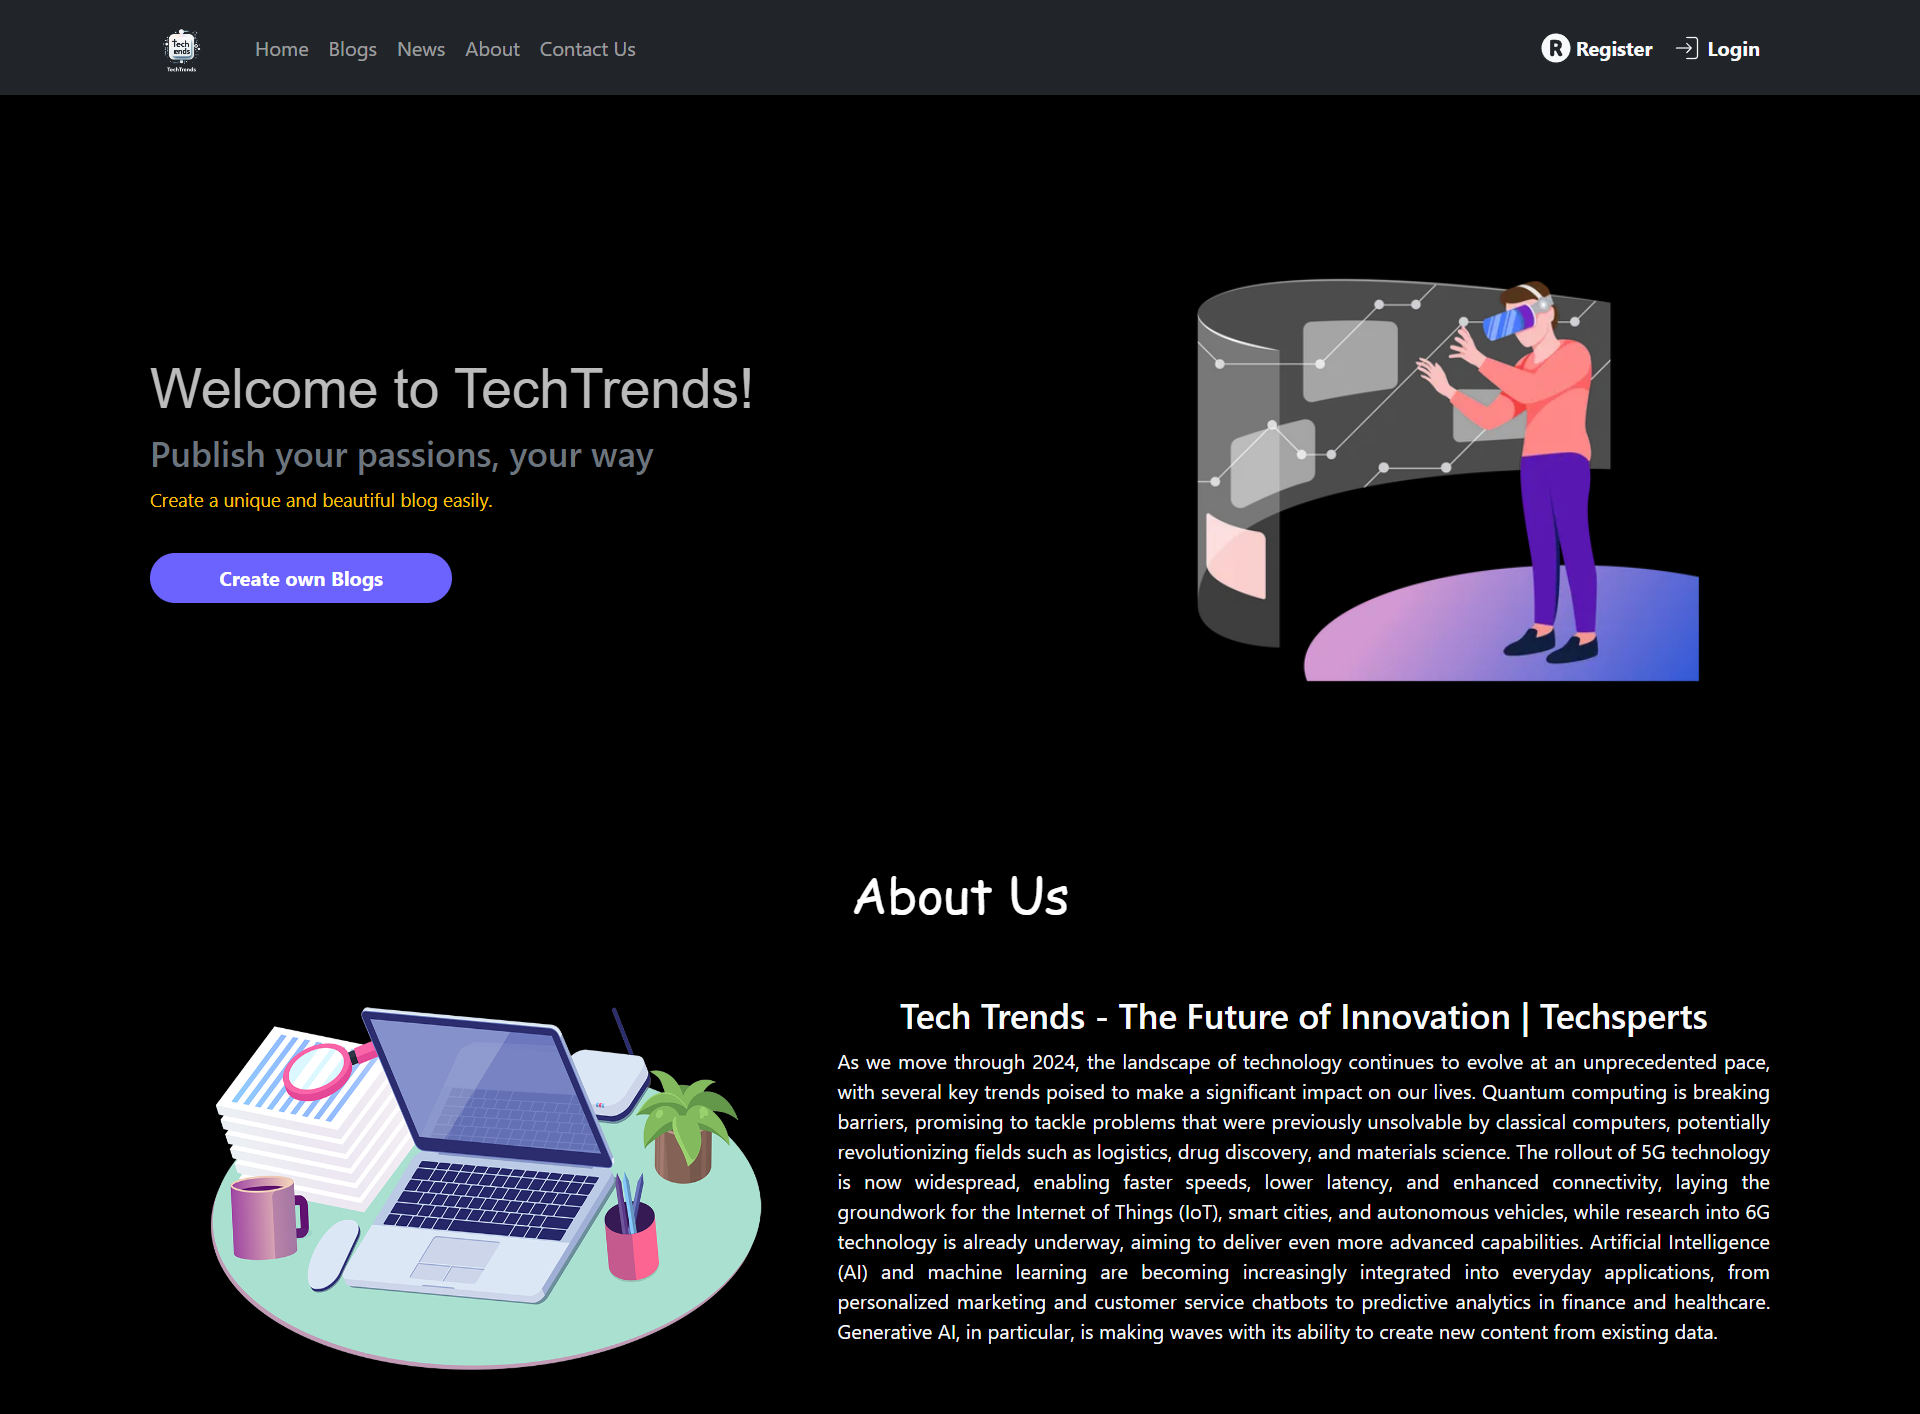 Tech
ends
TechTrends
Home Blogs News About Contact Us
R Register Login
Welcome to TechTrends!
Publish your passions, your way
Create a unique and beautiful blog easily.
Create own Blogs
About Us
Tech Trends - The Future of Innovation | Techsperts
As we move through 2024, the landscape of technology continues to evolve at an unprecedented pace,
with several key trends poised to make a significant impact on our lives. Quantum computing is breaking
barriers, promising to tackle problems that were previously unsolvable by classical computers, potentially
revolutionizing fields such as logistics, drug discovery, and materials science. The rollout of 5G technology
is now widespread, enabling faster speeds, lower latency, and enhanced connectivity, laying the
groundwork for the Internet of Things (IoT), smart cities, and autonomous vehicles, while research into 6G
technology is already underway, aiming to deliver even more advanced capabilities. Artificial Intelligence
(AI) and machine learning are becoming increasingly integrated into everyday applications, from
personalized marketing and customer service chatbots to predictive analytics in finance and healthcare.
Generative AI, in particular, is making waves with its ability to create new content from existing data.